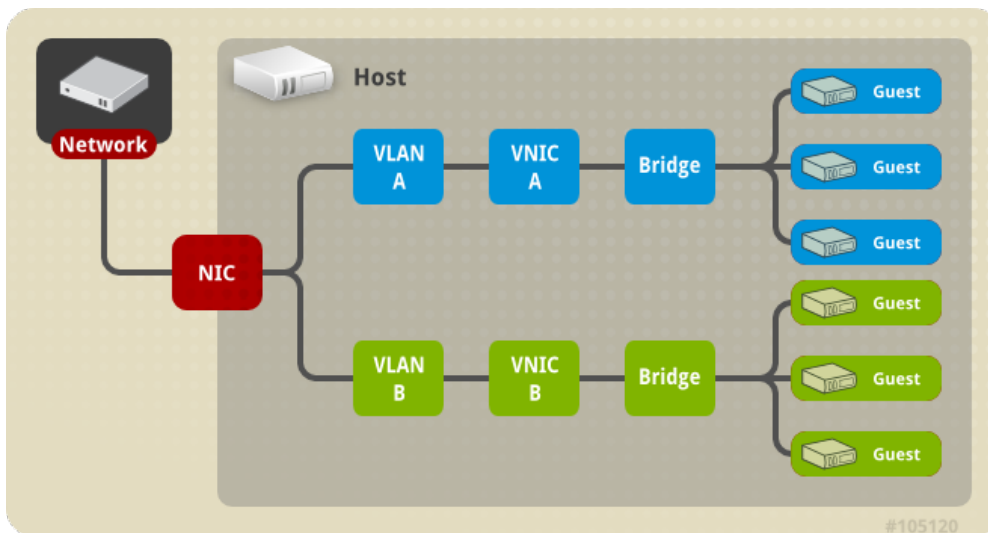 Host
Network
NIC
VLAN
A
VNIC
A
Bridge
Guest
Guest
Guest
VLAN
B
VNIC
B
Bridge
Guest
Guest
Guest
#105120